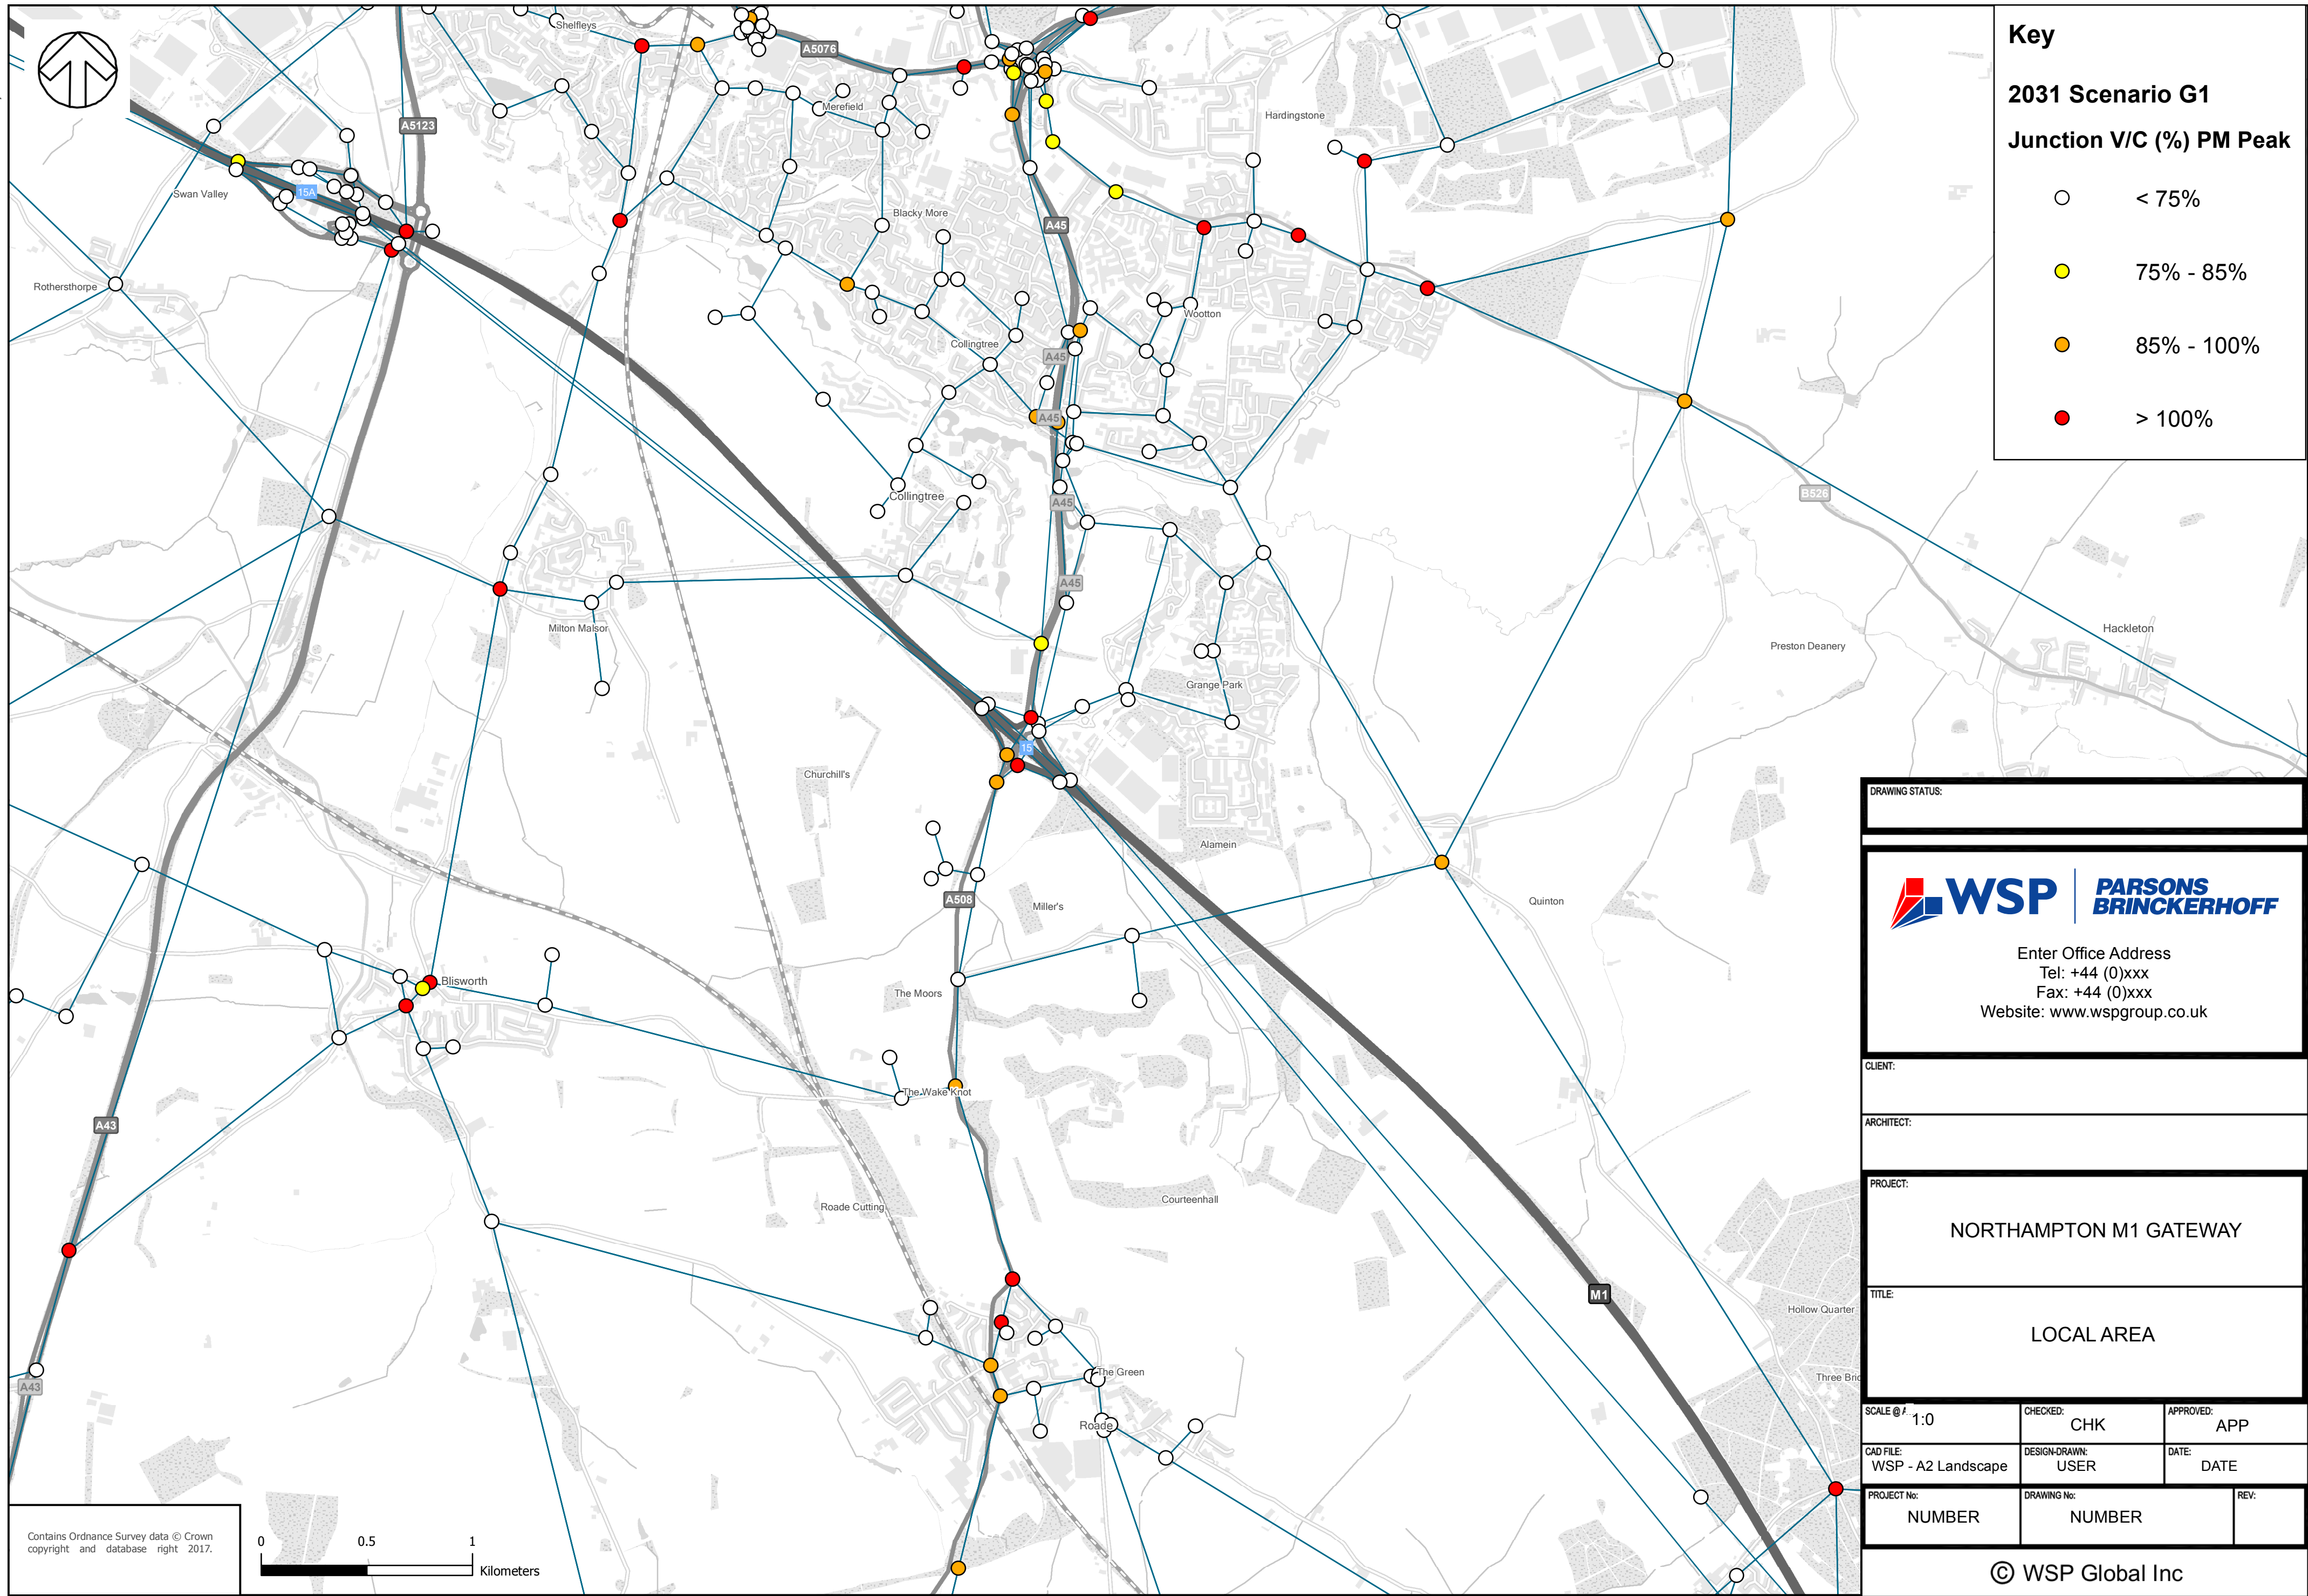 Key
2031 Scenario G1
Junction V/C (%) PM Peak
< 75%
75% - 85%
85% - 100%
> 100%
Shelfleys
A5076
Merefield
A5123
Hardingstone
Swan Valley
15A
Blacky More
A45
Rothersthorpe
Wootton
Collingtree
A45
A45
Collingtree
A45
B526
A45
Milton Malsor
Hackleton
Preston Deanery
Grange Park
15
Churchill's
Alamein
A508
Miller's
Quinton
Blisworth
The Moors
The Wake Knot
A43
Roade Cutting
Courteenhall
M1
Hollow Quarter
The Green
Three Bric
A43
Roade
Contains Ordnance Survey data © Crown
copyright and database right 2017.
0 0.5 1
Kilometers
DRAWING STATUS:
WSP
PARSONS
BRINCKERHOFF
Enter Office Address
Tel: +44 (0)xxx
Fax: +44 (0)xxx
Website: www.wspgroup.co.uk
CLIENT:
ARCHITECT:
PROJECT:
NORTHAMPTON M1 GATEWAY
TITLE:
LOCAL AREA
SCALE @ 1:0
CHECKED:
CHK
APPROVED:
APP
CAD FILE:
WSP - A2 Landscape
DESIGN-DRAWN:
USER
DATE:
DATE
PROJECT No:
NUMBER
DRAWING No:
NUMBER
REV:
© WSP Global Inc